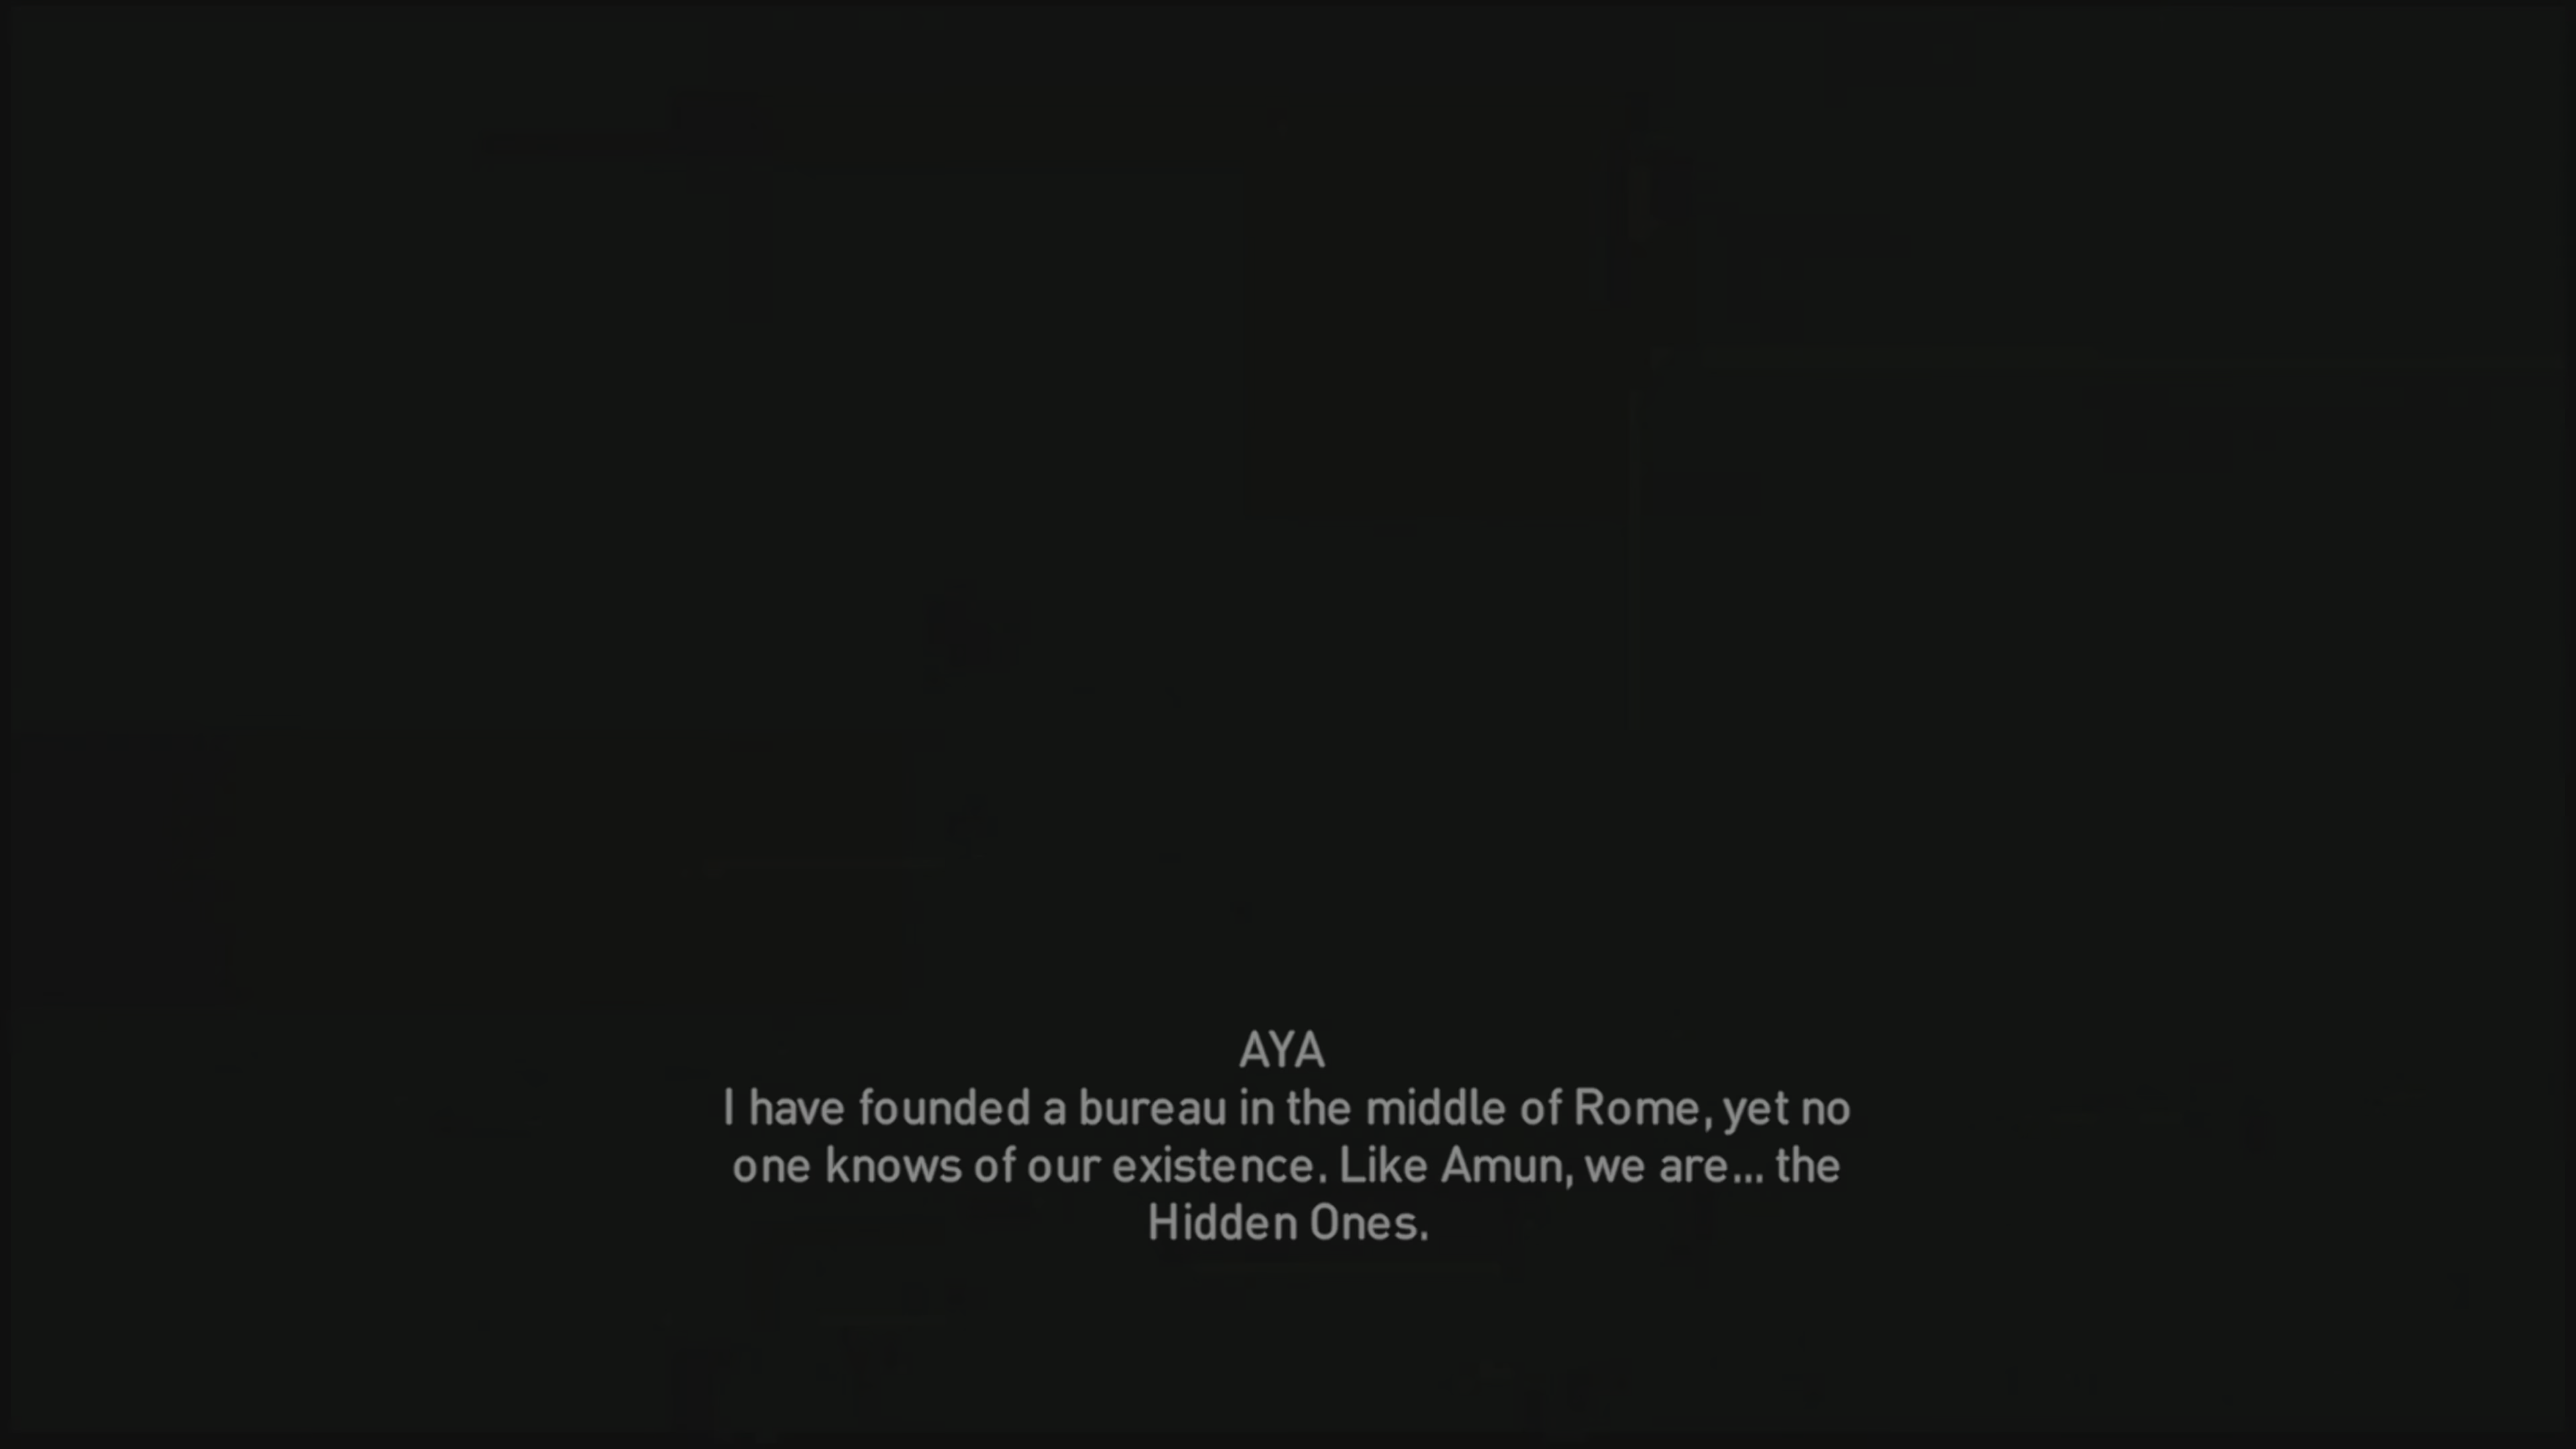 AYA
I have founded a bureau in the middle of Rome, yet no
one knows of our existence. Like Amun, we are... the
Hidden Ones.